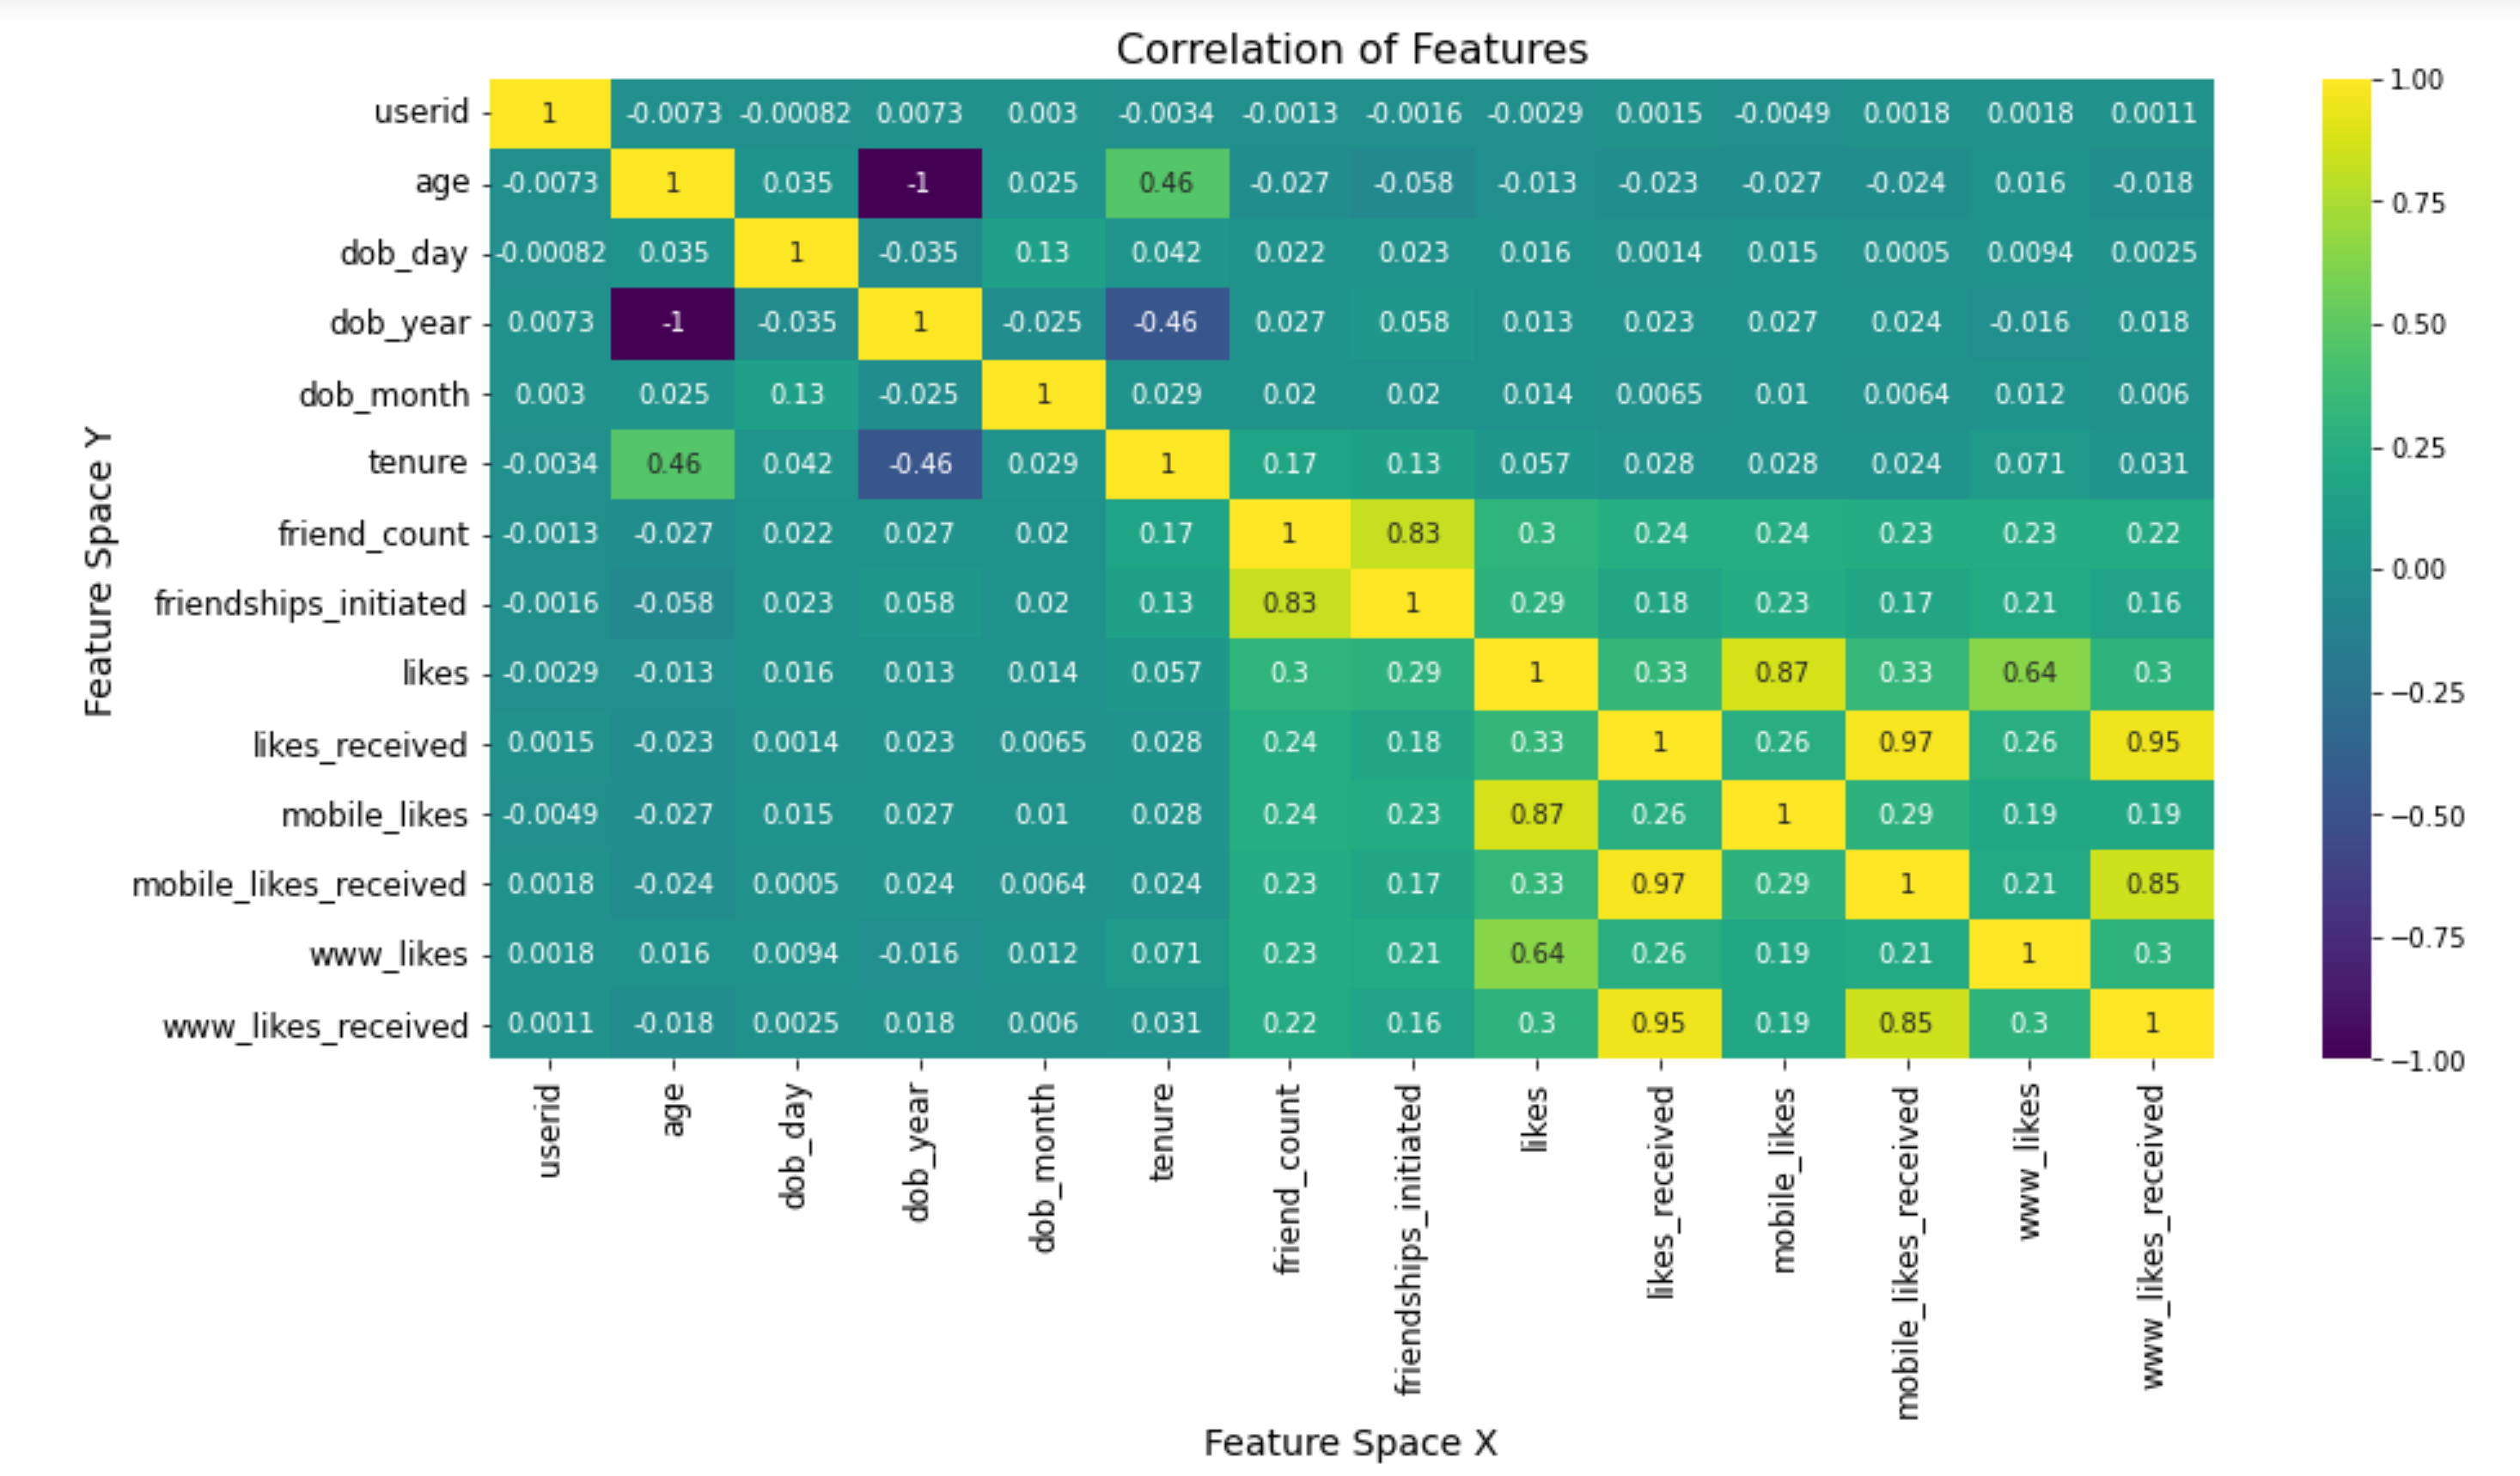 Correlation of Features
userid 1 -0.0073 -0.00082 0.0073 0.003 -0.0034 -0.0013 -0.0016 -0.0029 0.0015 -0.0049 0.0018 0.0018 0.0011
age -0.0073 1 0.035 -1 0.025 0.46 -0.027 -0.058 -0.013 -0.023 -0.027 -0.024 0.016 -0.018
dob_day -0.00082 0.035 1 -0.035 0.13 0.042 0.022 0.023 0.016 0.0014 0.015 0.0005 0.0094 0.0025
dob_year 0.0073 -1 -0.035 1 -0.025 -0.46 0.027 0.058 0.013 0.023 0.027 0.024 -0.016 0.018
dob_month 0.003 0.025 0.13 -0.025 1 0.029 0.02 0.02 0.014 0.0065 0.01 0.0064 0.012 0.006
tenure -0.0034 0.46 0.042 -0.46 0.029 1 0.17 0.13 0.057 0.028 0.028 0.024 0.071 0.031
friend_count -0.0013 -0.027 0.022 0.027 0.02 0.17 1 0.83 0.3 0.24 0.24 0.23 0.23 0.22
friendships_initiated -0.0016 -0.058 0.023 0.058 0.02 0.13 0.83 1 0.29 0.18 0.23 0.17 0.21 0.16
likes -0.0029 -0.013 0.016 0.013 0.014 0.057 0.3 0.29 1 0.33 0.87 0.33 0.64 0.3
likes_received 0.0015 -0.023 0.0014 0.023 0.0065 0.028 0.24 0.18 0.33 1 0.26 0.97 0.26 0.95
mobile_likes -0.0049 -0.027 0.015 0.027 0.01 0.028 0.24 0.23 0.87 0.26 1 0.29 0.19 0.19
mobile_likes_received 0.0018 -0.024 0.0005 0.024 0.0064 0.024 0.23 0.17 0.33 0.97 0.29 1 0.21 0.85
www_likes 0.0018 0.016 0.0094 -0.016 0.012 0.071 0.23 0.21 0.64 0.26 0.19 0.21 1 0.3
www_likes_received 0.0011 -0.018 0.0025 0.018 0.006 0.031 0.22 0.16 0.3 0.95 0.19 0.85 0.3 1
Feature Space Y
userid
age
dob_day
dob_year
dob_month
tenure
friend_count
friendships_initiated
likes
likes_received
mobile_likes
mobile_likes_received
www_likes
www_likes_received
Feature Space X
1.00
0.75
0.50
0.25
0.00
−0.25
−0.50
−0.75
−1.00